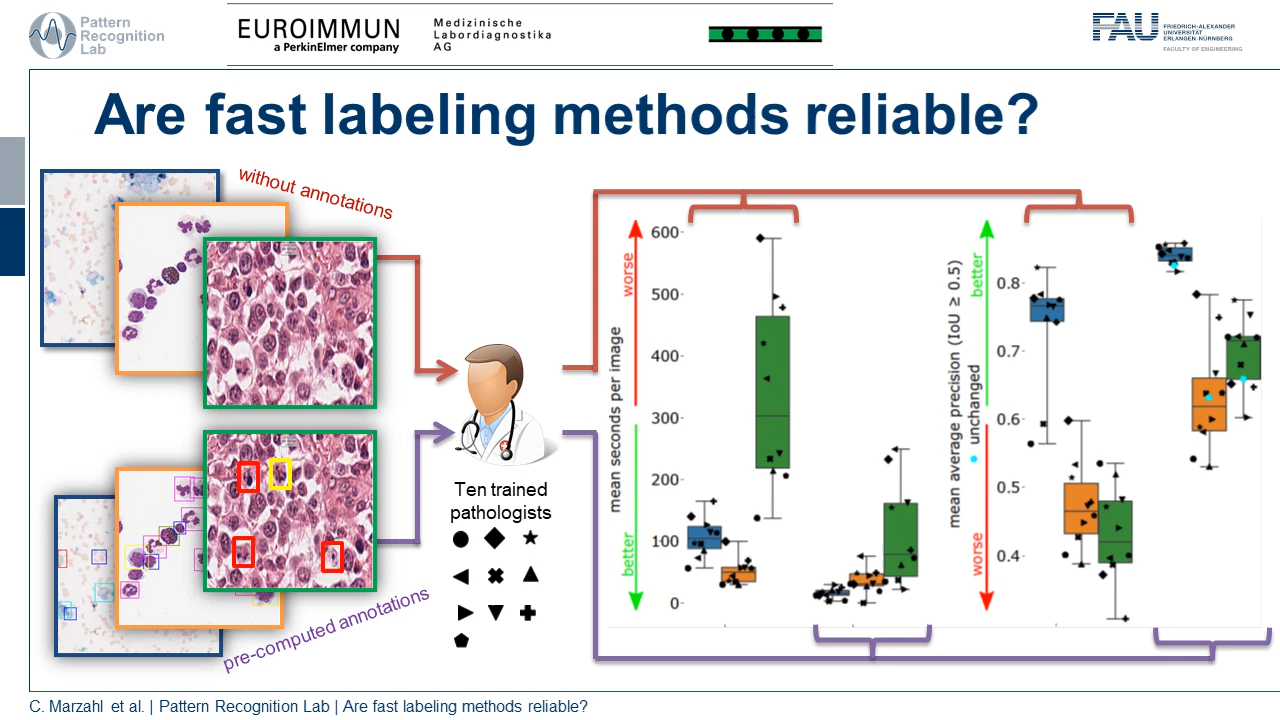 Pattern
Recognition
Lab
EUROIMMUN
a PerkinElmer company
Medizinische
Labordiagnostika
AG
FAU
FRIEDRICH-ALEXANDER
UNIVERSITÄT
ERLANGEN-NÜRNBERG
FACULTY OF ENGINEERING
Are fast labeling methods reliable?
without annotations
pre-computed annotations
Ten trained
pathologists
mean seconds per image
worse
better
600
500
400
300
200
100
0
mean average precision (IoU ≥ 0.5)
unchanged
better
worse
0.8
0.7
0.6
0.5
0.4
C. Marzahl et al. | Pattern Recognition Lab | Are fast labeling methods reliable?